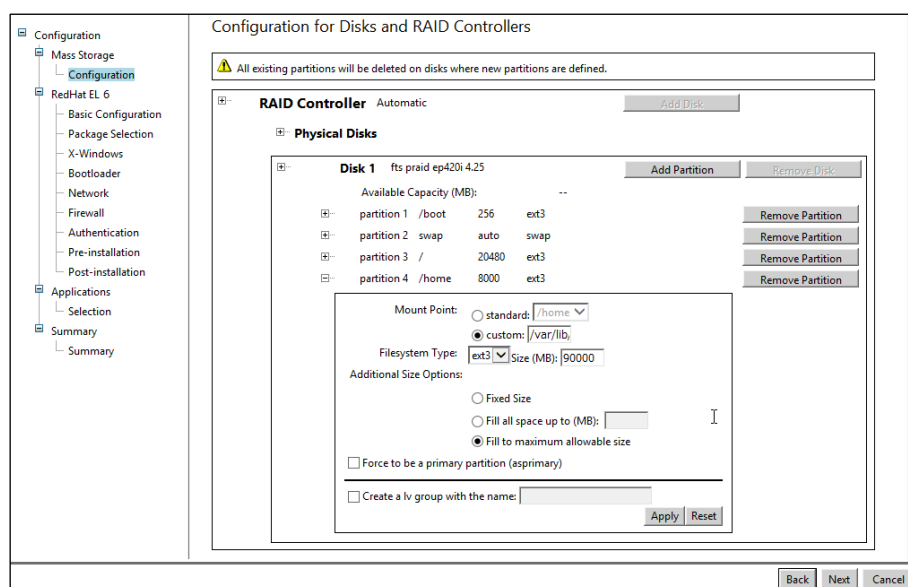 Configuration
Mass Storage
Configuration
RedHat EL 6
Basic Configuration
Package Selection
X-Windows
Bootloader
Network
Firewall
Authentication
Pre-installation
Post-installation
Applications
Selection
Summary
Summary
Configuration for Disks and RAID Controllers
All existing partitions will be deleted on disks where new partitions are defined.
RAID Controller Automatic Add Disk
Physical Disks
Disk 1 fts praid ep420i 4.25 Add Partition Remove Disk
Available Capacity (MB): --
partition 1 /boot 256 ext3 Remove Partition
partition 2 swap auto swap Remove Partition
partition 3 / 20480 ext3 Remove Partition
partition 4 /home 8000 ext3 Remove Partition
Mount Point: standard: /home
custom: /var/lib,
Filesystem Type: ext3 Size (MB): 90000
Additional Size Options:
Fixed Size
Fill all space up to (MB):
Fill to maximum allowable size
Force to be a primary partition (asprimary)
Create a lv group with the name:
Apply Reset
Back Next Cancel